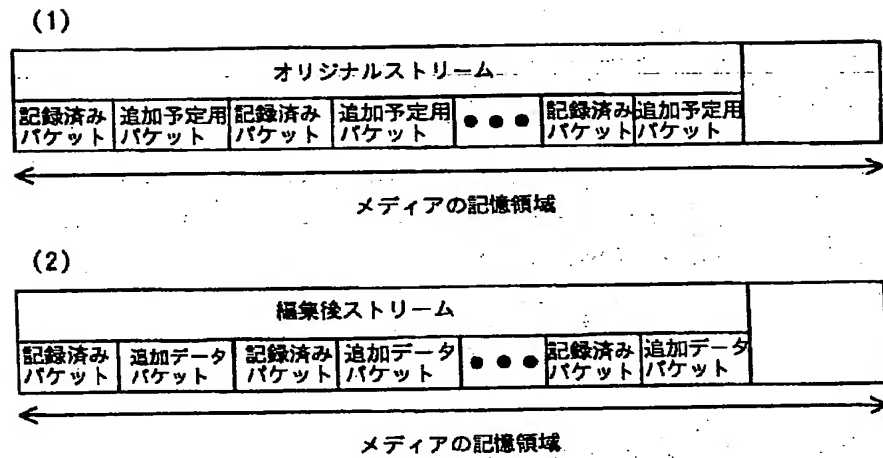 (1)
オリジナルストリーム
記録済み 追加予定用 記録済み 追加予定用 ●●● 記録済み 追加予定用
パケット パケット パケット パケット パケット パケット
メディアの記憶領域
(2)
編集後ストリーム
記録済み 追加データ 記録済み 追加データ ●●● 記録済み 追加データ
パケット パケット パケット パケット パケット パケット
メディアの記憶領域